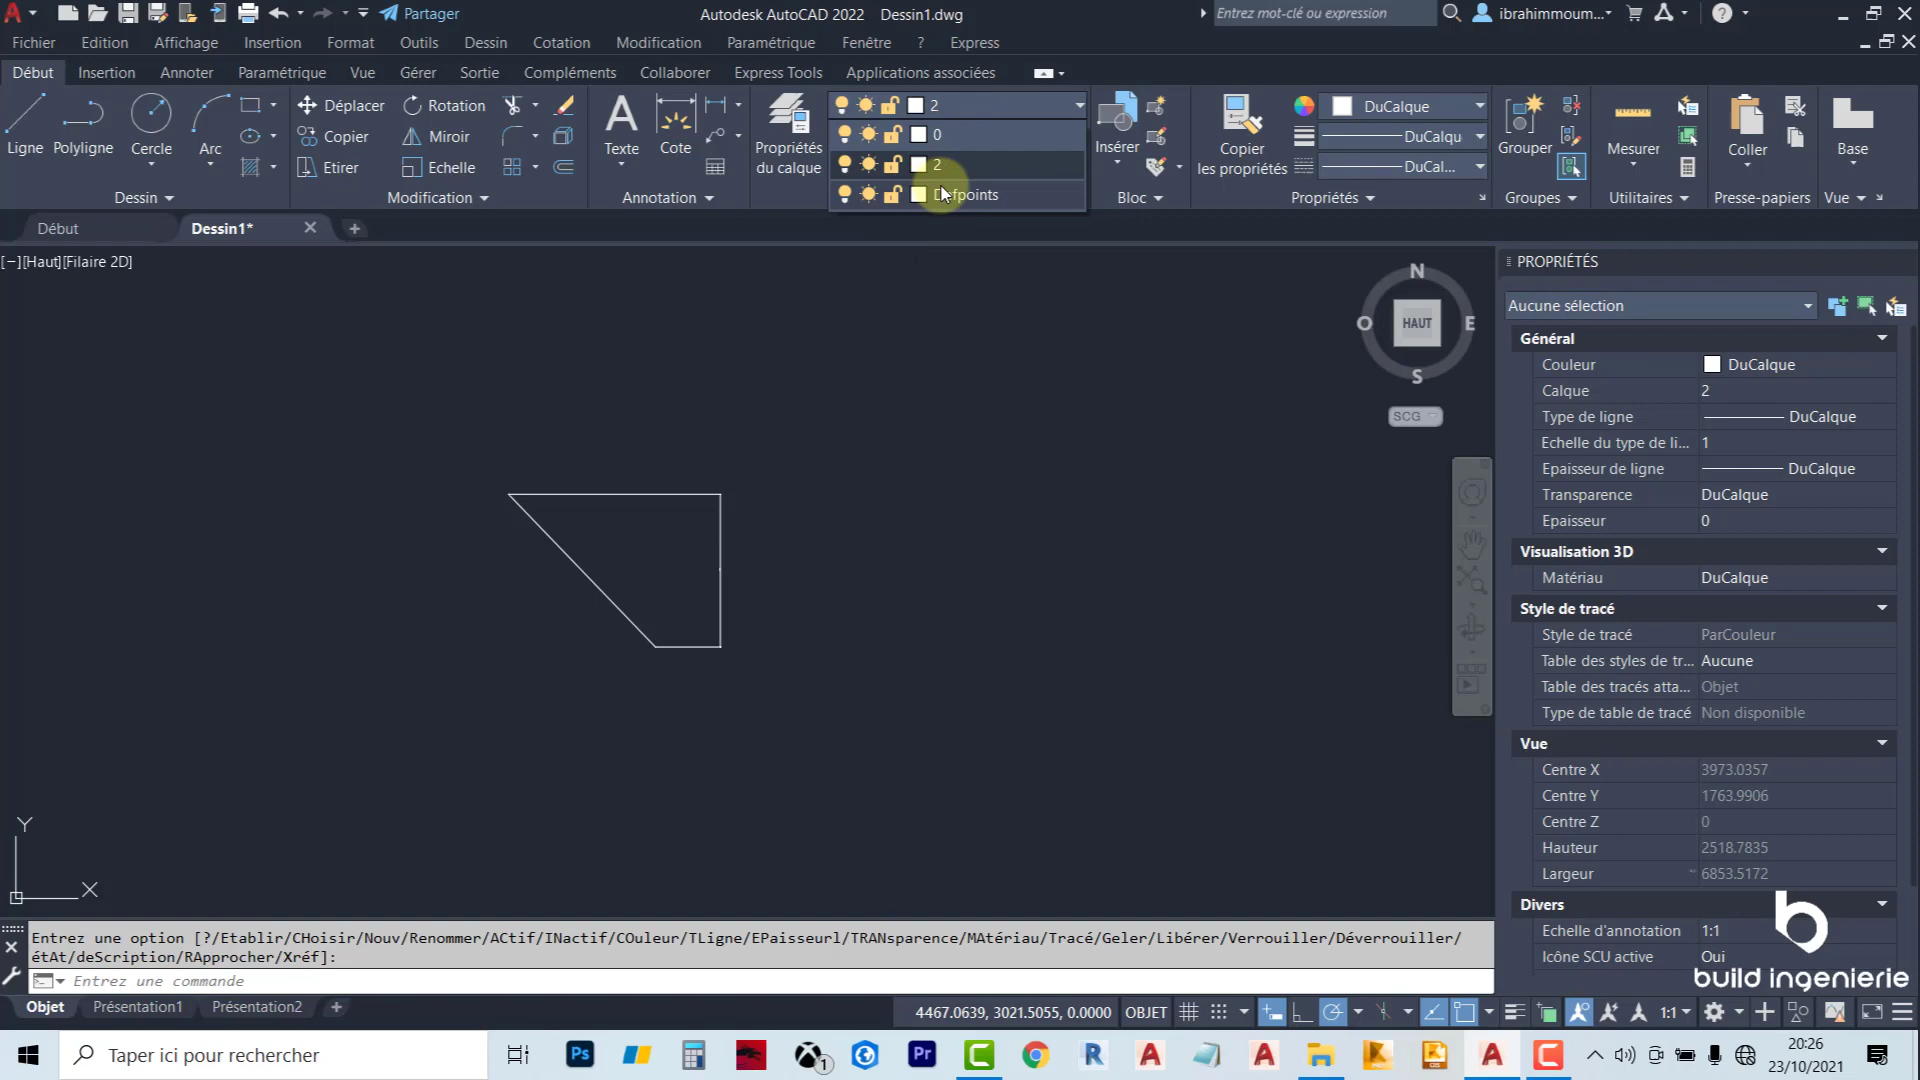 Partager
Autodesk AutoCAD 2022 Dessin1.dwg
Entrez mot-clé ou expression
ibrahimmoum...
Fichier Edition Affichage Insertion Format Outils Dessin Cotation Modification Paramétrique Fenêtre ? Express
Début Insertion Annoter Paramétrique Vue Gérer Sortie Compléments Collaborer Express Tools Applications associées
Ligne Polyligne Cercle Arc
Dessin
Déplacer Rotation
Copier Miroir
Etirer Echelle
Modification
Texte Cote
Annotation
Propriétés
du calque
2
0
2
Defpoints
Insérer
Bloc
Copier
les propriétés
DuCalque
DuCalqu
DuCal...
Propriétés
Grouper
Groupes
Mesurer
Utilitaires
Coller
Presse-papiers
Base
Vue
Début Dessin1*
[−][Haut][Filaire 2D]
N
O HAUT E
S
SCG
Y
X
PROPRIÉTÉS
Aucune sélection
Général
Couleur DuCalque
Calque 2
Type de ligne DuCalque
Echelle du type de li... 1
Epaisseur de ligne DuCalque
Transparence DuCalque
Epaisseur 0
Visualisation 3D
Matériau DuCalque
Style de tracé
Style de tracé ParCouleur
Table des styles de tr... Aucune
Table des tracés atta... Objet
Type de table de tracé Non disponible
Vue
Centre X 3973.0357
Centre Y 1763.9906
Centre Z 0
Hauteur 2518.7835
Largeur 6853.5172
Divers
Echelle d'annotation 1:1
Icône SCU active Oui
build ingenierie
Entrez une option [?/Etablir/CHoisir/Nouv/Renommer/ACtif/INactif/COuleur/TLigne/EPaisseurl/TRANsparence/MAtériau/Tracé/Geler/Libérer/Verrouiller/Déverrouiller/
étAt/deScription/RApprocher/Xréf]:
Entrez une commande
Objet Présentation1 Présentation2
4467.0639, 3021.5055, 0.0000 OBJET
1:1
Taper ici pour rechercher
20:26
23/10/2021